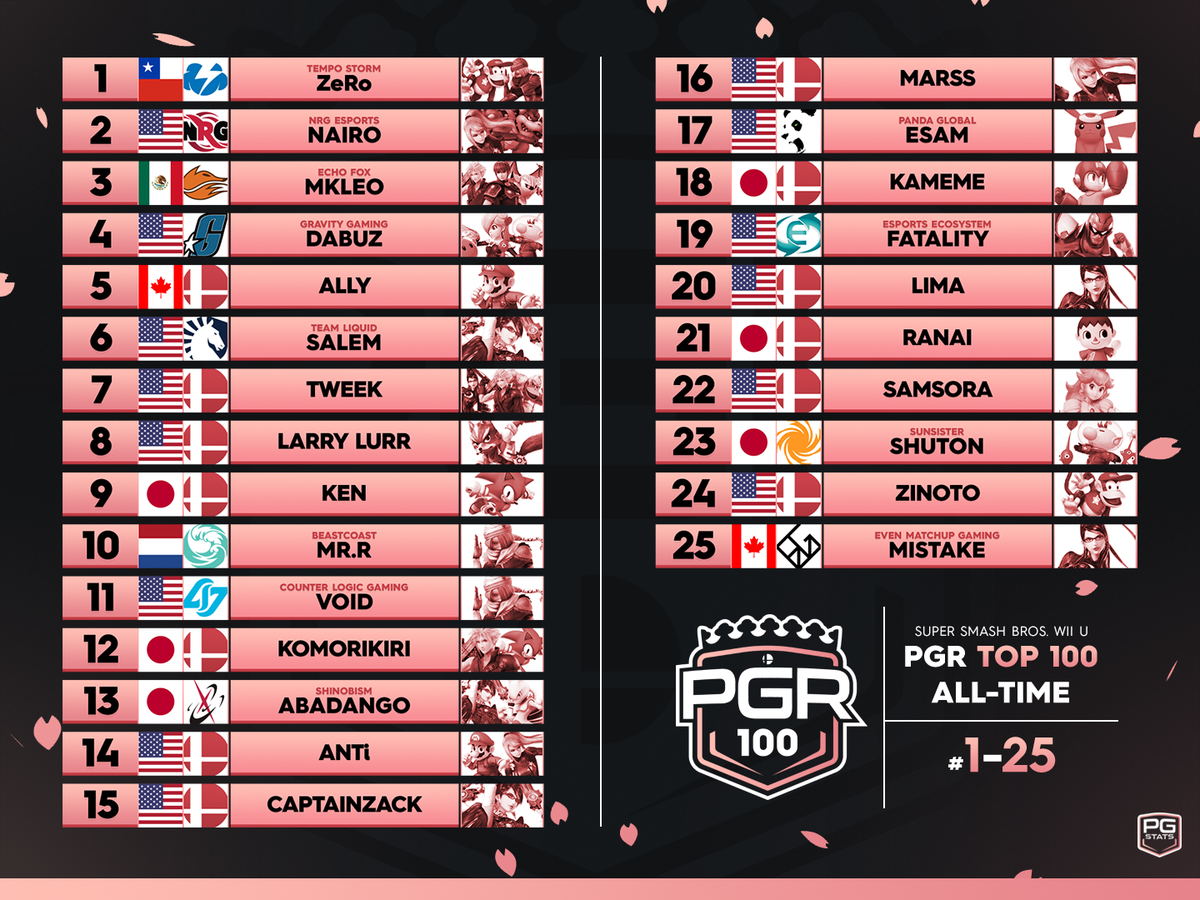 1
TEMPO STORM
ZeRo
2
NRG
NRG ESPORTS
NAIRO
3
ECHO FOX
MKLEO
4
GRAVITY GAMING
DABUZ
5
ALLY
6
TEAM LIQUID
SALEM
7
TWEEK
8
LARRY LURR
9
KEN
10
BEASTCOAST
MR.R
11
COUNTER LOGIC GAMING
VOID
12
KOMORIKIRI
13
SHINOBISM
ABADANGO
14
ANTi
15
CAPTAINZACK
16
MARSS
17
PANDA GLOBAL
ESAM
18
KAMEME
19
ESPORTS ECOSYSTEM
FATALITY
20
LIMA
21
RANAI
22
SAMSORA
23
SUNSISTER
SHUTON
24
ZINOTO
25
EVEN MATCHUP GAMING
MISTAKE
PGR
100
SUPER SMASH BROS. WII U
PGR TOP 100
ALL-TIME
#1-25
PG
STATS